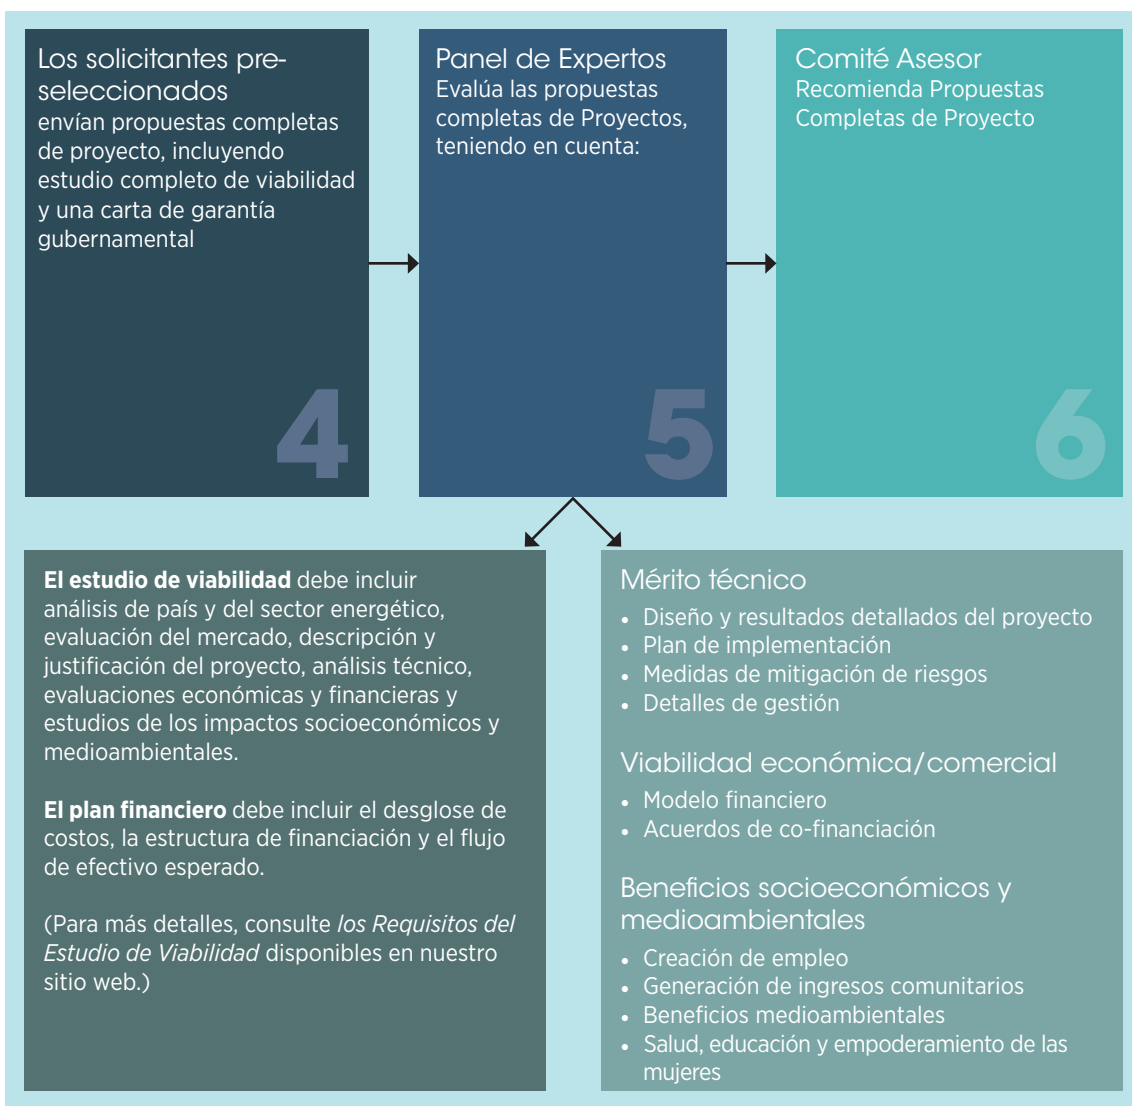 Los solicitantes pre-
seleccionados
envían propuestas completas
de proyecto, incluyendo
estudio completo de viabilidad
y una carta de garantía
gubernamental
4
Panel de Expertos
Evalúa las propuestas
completas de Proyectos,
teniendo en cuenta:
5
Comité Asesor
Recomienda Propuestas
Completas de Proyecto
6
El estudio de viabilidad debe incluir
análisis de país y del sector energético,
evaluación del mercado, descripción y
justificación del proyecto, análisis técnico,
evaluaciones económicas y financieras y
estudios de los impactos socioeconómicos y
medioambientales.
El plan financiero debe incluir el desglose de
costos, la estructura de financiación y el flujo
de efectivo esperado.
(Para más detalles, consulte los Requisitos del
Estudio de Viabilidad disponibles en nuestro
sitio web.)
Mérito técnico
• Diseño y resultados detallados del proyecto
• Plan de implementación
• Medidas de mitigación de riesgos
• Detalles de gestión
Viabilidad económica/comercial
• Modelo financiero
• Acuerdos de co-financiación
Beneficios socioeconómicos y
medioambientales
• Creación de empleo
• Generación de ingresos comunitarios
• Beneficios medioambientales
• Salud, educación y empoderamiento de las
mujeres